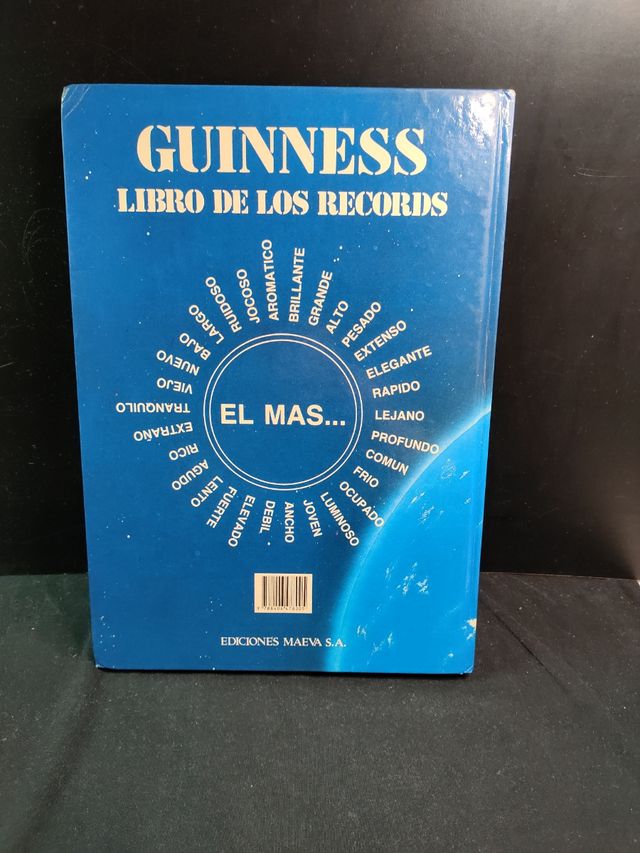 GUINNESS
LIBRO DE LOS RECORDS
EL MAS...
AROMATICO
BRILLANTE
GRANDE
ALTO
PESADO
EXTENSO
ELEGANTE
RAPIDO
LEJANO
PROFUNDO
COMUN
FRIO
OCUPADO
LUMINOSO
JOVEN
ANCHO
DEBIL
ELEVADO
FUERTE
LENTO
AGUDO
RICO
EXTRAÑO
TRANQUILO
VIEJO
NUEVO
BAJO
LARGO
RUIDOSO
JOCOSO
EDICIONES MAEVA S.A.